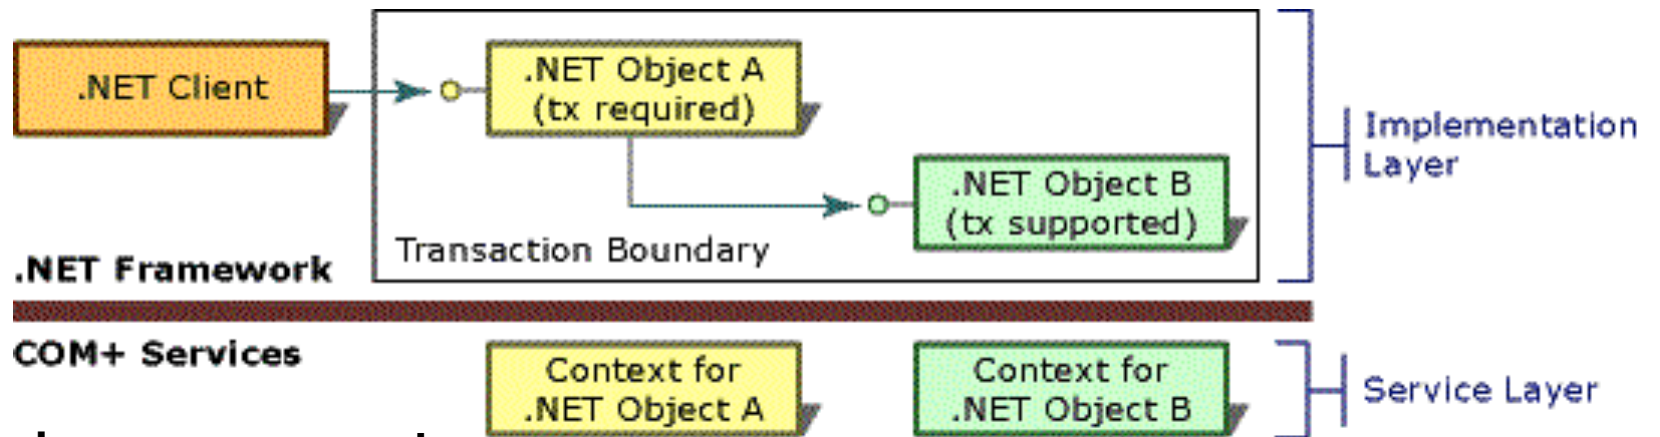 .NET Client
.NET Object A
(tx required)
.NET Object B
(tx supported)
Transaction Boundary
Implementation
Layer
.NET Framework
COM+ Services
Context for
.NET Object A
Context for
.NET Object B
Service Layer